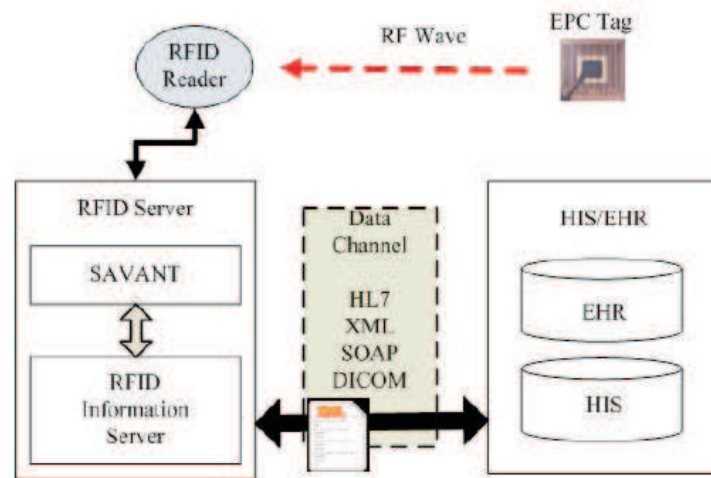 EPC Tag
RF Wave
RFID
Reader
RFID Server
SAVANT
RFID
Information
Server
Data
Channel
HL7
XML
SOAP
DICOM
HIS/EHR
EHR
HIS